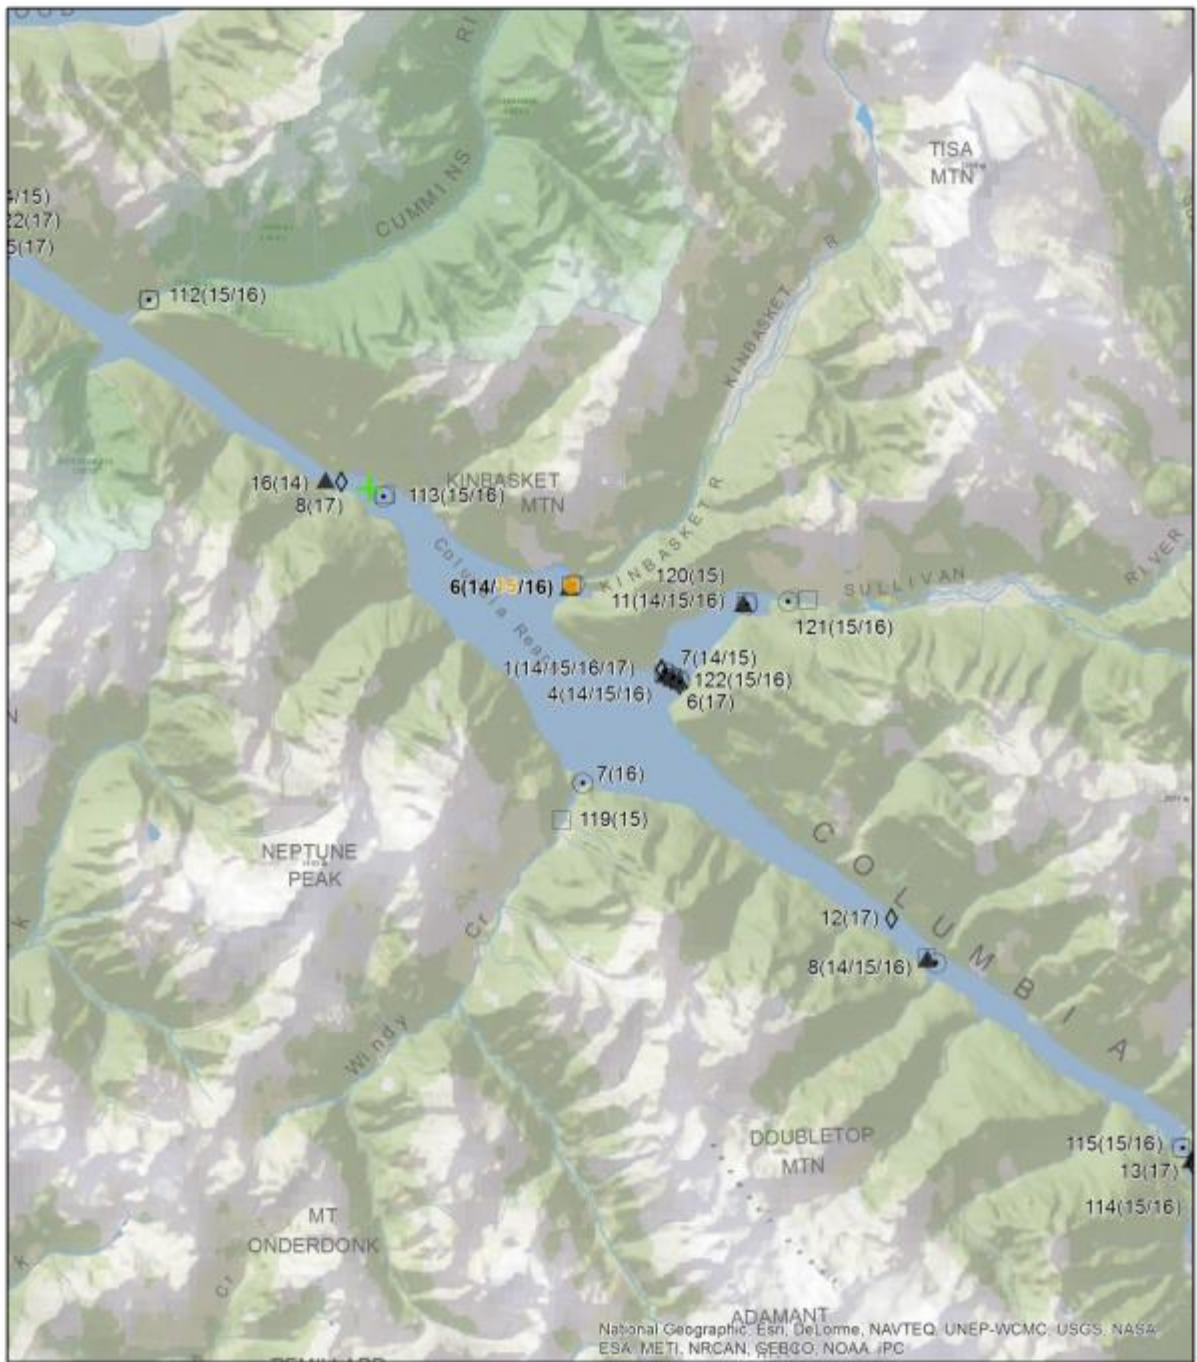 OOD
RI
CUMMINS
TISA
MTN
4/15)
22(17)
5(17)
R
112(15/16)
KINBASKET
16(14)
8(17)
KINBASKET
113(15/16)
MTN
KINBASKET R
Columbia Reac
6(14/15/16)
120(15)
11(14/15/16)
SULLIVAN
RIVER
121(15/16)
1(14/15/16/17)
7(14/15)
122(15/16)
4(14/15/16)
6(17)
N
7(16)
119(15)
NEPTUNE
PEAK
COLUMBIA
12(17)
k
Cr
8(14/15/16)
Windy
DOUBLETOP
MTN
115(15/16)
13(17)
114(15/16)
MT
ONDERDONK
K
Cr
ADAMANT
National Geographic, Esri, DeLorme, NAVTEQ, UNEP-WCMC, USGS, NASA,
ESA, METI, NRCAN, GEBCO, NOAA, iPC
REMILLARD